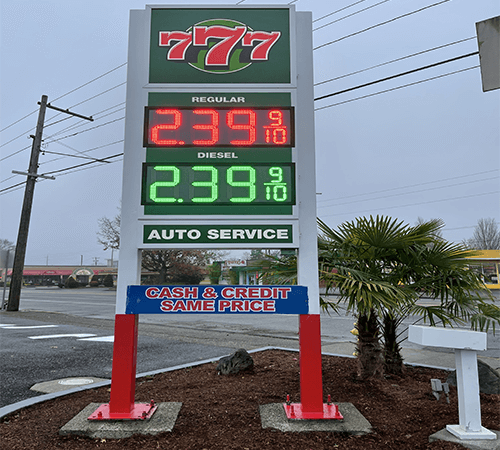 777
REGULAR
2.39 9/10
DIESEL
2.39 9/10
AUTO SERVICE
CASH & CREDIT
SAME PRICE